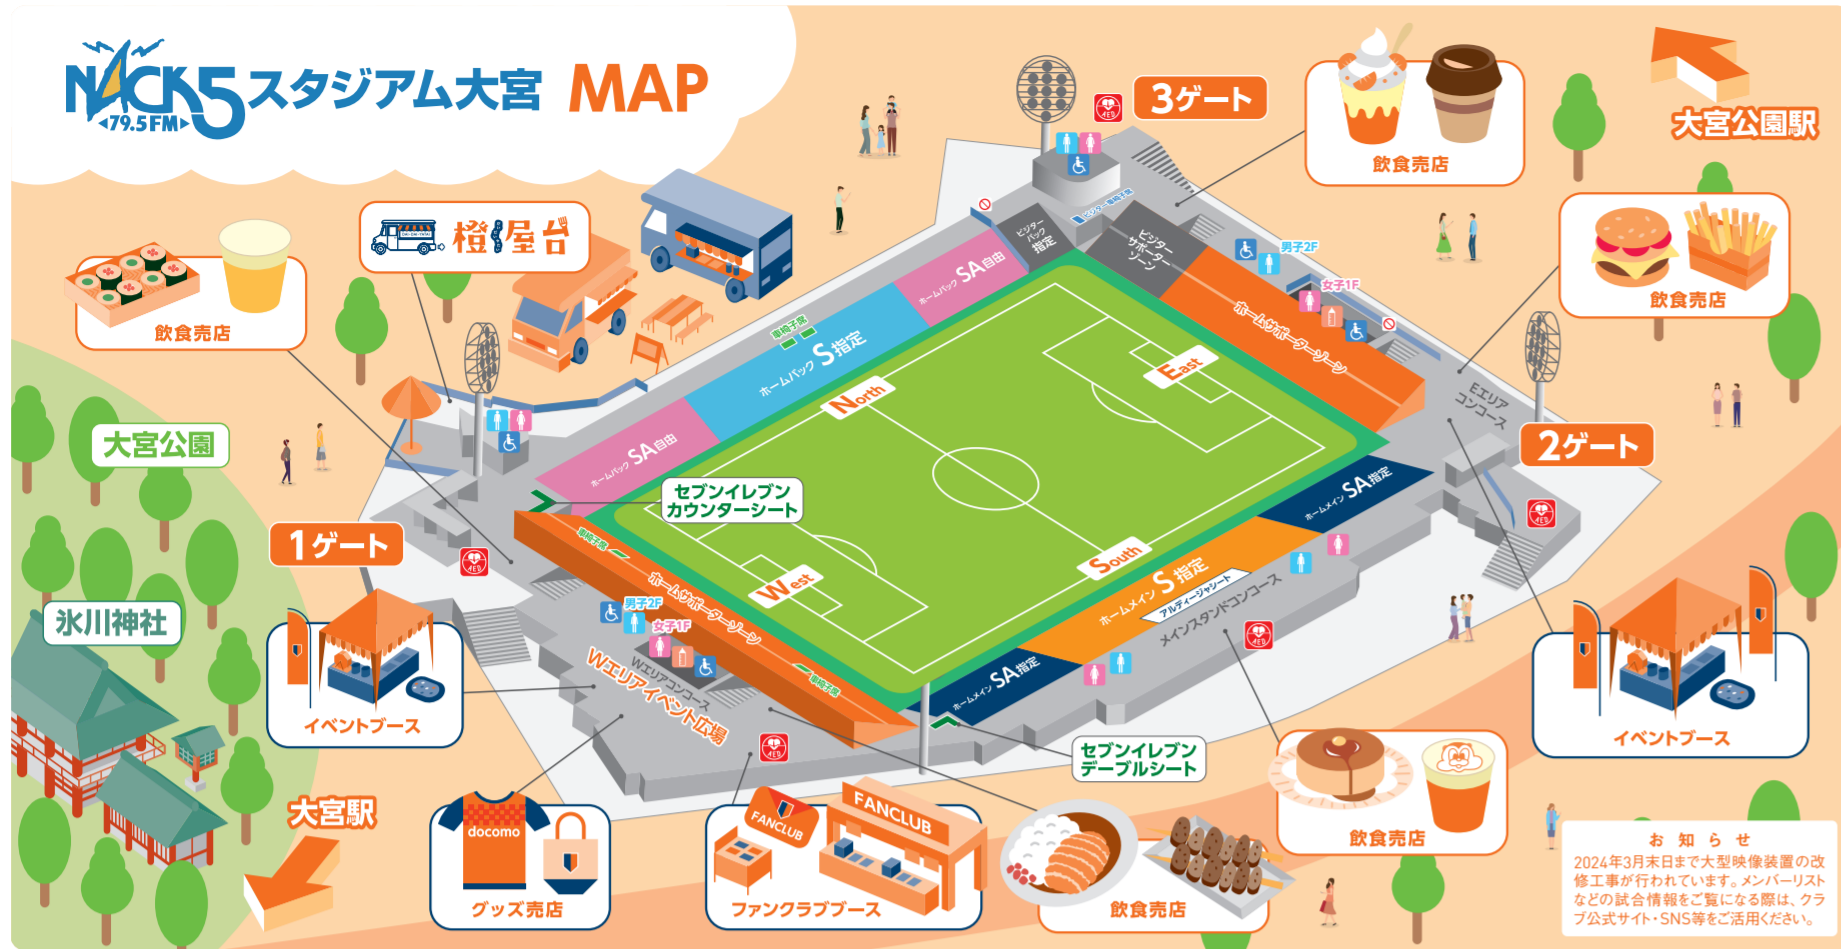 NACK5
79.5FM
スタジアム大宮 MAP
3ゲート
AED
飲食売店
大宮公園駅
橙屋台
飲食売店
ビジター車椅子席
ビジター
バック
指定
ビジター
サポーター
ゾーン
男子2F
女子1F
飲食売店
ホームバック SA自由
車椅子席
ホームバック S指定
ホームサポーターゾーン
North
East
Eエリア
コンコース
大宮公園
ホームバック SA自由
2ゲート
セブンイレブン
カウンターシート
ホームメイン SA指定
AED
1ゲート
AED
車椅子席
ホームサポーターゾーン
West
South
ホームメイン S指定
アルディージャシート
メインスタンドコンコース
AED
氷川神社
男子2F
女子1F
Wエリアコンコース
Wエリアイベント広場
車椅子席
ホームメイン SA指定
イベントブース
イベントブース
AED
セブンイレブン
テーブルシート
大宮駅
docomo
グッズ売店
FANCLUB
FANCLUB
ファンクラブブース
飲食売店
飲食売店
お知らせ
2024年3月末日まで大型映像装置の改
修工事が行われています。メンバーリスト
などの試合情報をご覧になる際は、クラ
ブ公式サイト・SNS等をご活用ください。